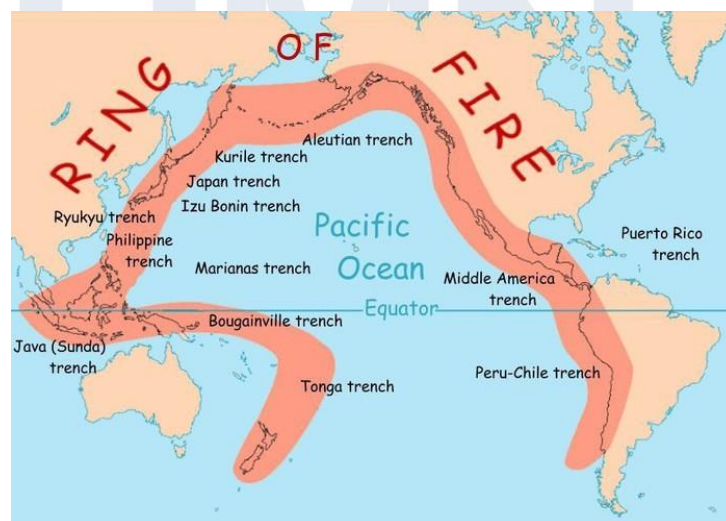 RING OF FIRE
Aleutian trench
Kurile trench
Japan trench
Izu Bonin trench
Ryukyu trench
Philippine
trench
Marianas trench
Pacific
Ocean
Puerto Rico
trench
Middle America
trench
Equator
Bougainville trench
Java (Sunda)
trench
Tonga trench
Peru-Chile trench